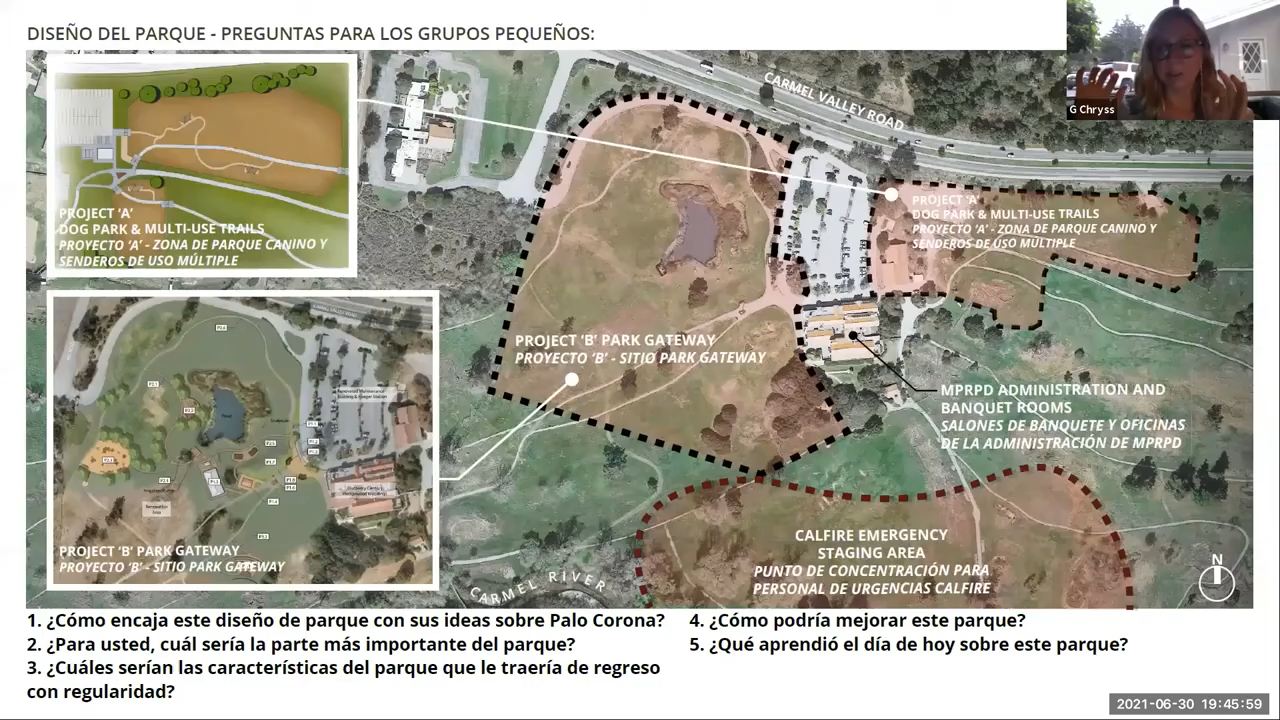 DISEÑO DEL PARQUE - PREGUNTAS PARA LOS GRUPOS PEQUEÑOS:
G Chryss
CARMEL VALLEY ROAD
PROJECT 'A'
DOG PARK & MULTI-USE TRAILS
PROYECTO 'A' - ZONA DE PARQUE CANINO Y
SENDEROS DE USO MÚLTIPLE
PROJECT 'A'
DOG PARK & MULTI-USE TRAILS
PROYECTO 'A' - ZONA DE PARQUE CANINO Y
SENDEROS DE USO MÚLTIPLE
PROJECT 'B' PARK GATEWAY
PROYECTO 'B' - SITIO PARK GATEWAY
MPRPD ADMINISTRATION AND
BANQUET ROOMS
SALONES DE BANQUETE Y OFICINAS
DE LA ADMINISTRACIÓN DE MPRPD
PROJECT 'B' PARK GATEWAY
PROYECTO 'B' - SITIO PARK GATEWAY
CALFIRE EMERGENCY
STAGING AREA
PUNTO DE CONCENTRACIÓN PARA
PERSONAL DE URGENCIAS CALFIRE
CARMEL RIVER
N
1. ¿Cómo encaja este diseño de parque con sus ideas sobre Palo Corona?
2. ¿Para usted, cuál sería la parte más importante del parque?
3. ¿Cuáles serían las características del parque que le traería de regreso
con regularidad?
4. ¿Cómo podría mejorar este parque?
5. ¿Qué aprendió el día de hoy sobre este parque?
2021-06-30 19:45:59